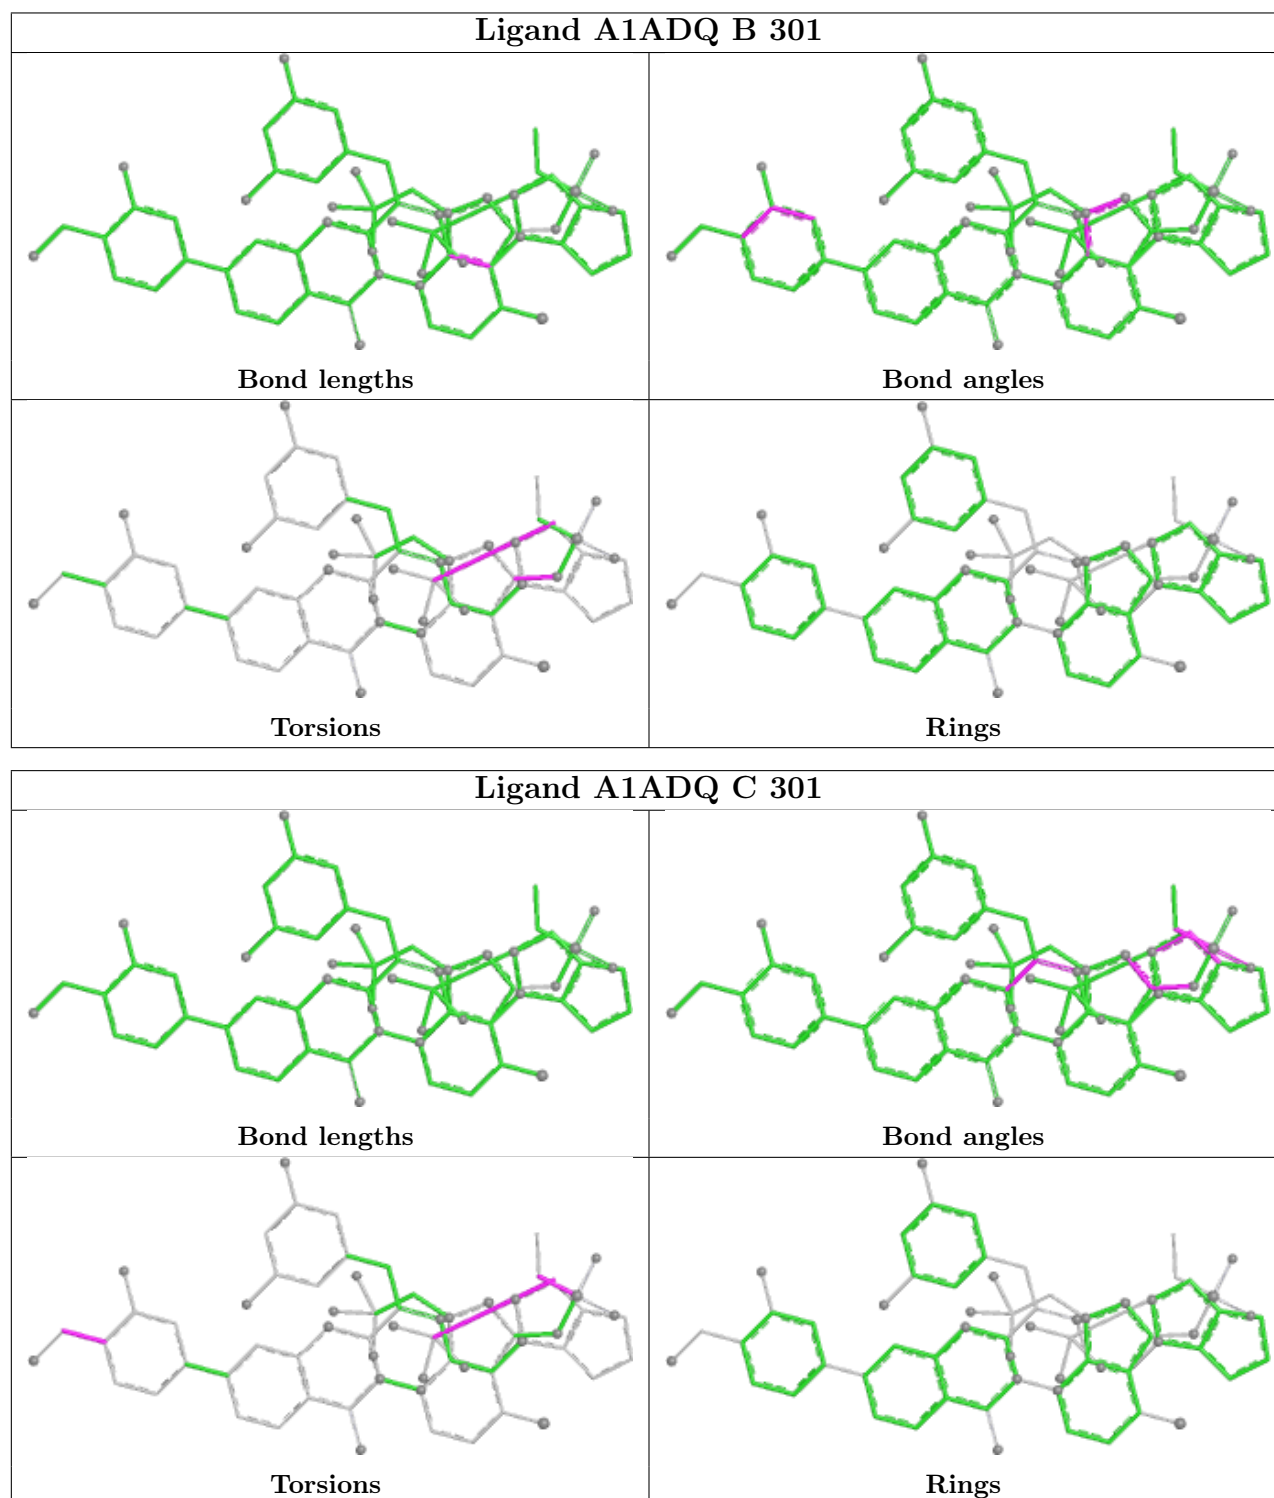 Ligand A1ADQ B 301
Bond lengths
Bond angles
Torsions
Rings
Ligand A1ADQ C 301
Bond lengths
Bond angles
Torsions
Rings